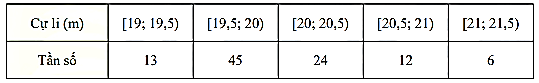 Cự li (m) [19; 19,5) [19,5; 20) [20; 20,5) [20,5; 21) [21; 21,5)
Tần số 13 45 24 12 6